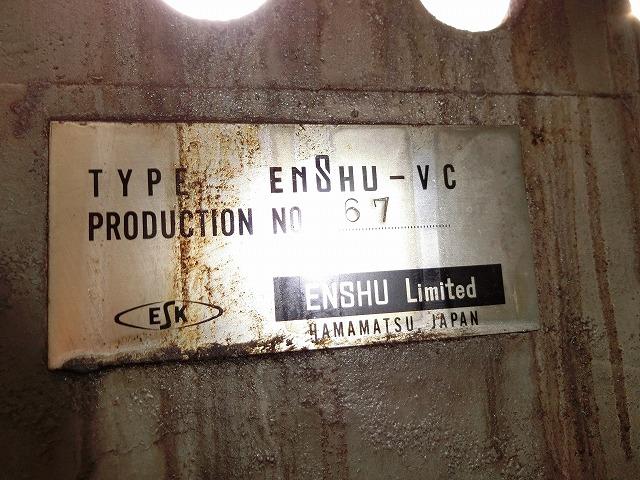 TYPE ENSHU-VC
PRODUCTION NO 67
ESK
ENSHU Limited
HAMAMATSU JAPAN